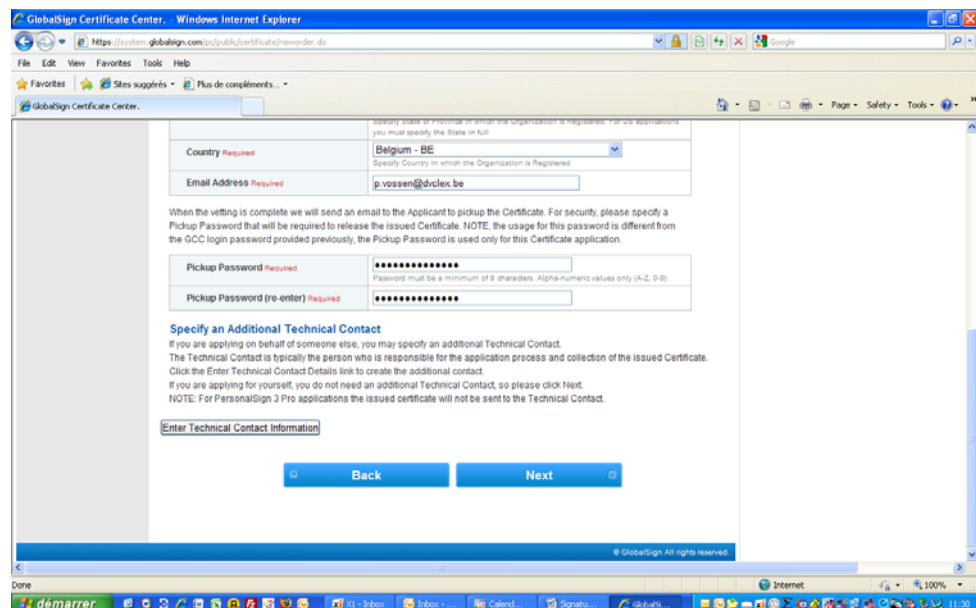 GlobalSign Certificate Center. - Windows Internet Explorer
https://system.globalsign.com/pc/public/certificate/neworder.do
Google
File Edit View Favorites Tools Help
Favorites Sites suggérés Plus de compléments...
GlobalSign Certificate Center.
Page Safety Tools
Specify State or Province in which the Organization is Registered. For US applications
you must specify the State in full
Country Required
Belgium - BE
Specify Country in which the Organization is Registered
Email Address Required
p.vossen@dvclex.be
When the vetting is complete we will send an email to the Applicant to pickup the Certificate. For security, please specify a
Pickup Password that will be required to release the issued Certificate. NOTE, the usage for this password is different from
the GCC login password provided previously, the Pickup Password is used only for this Certificate application.
Pickup Password Required
••••••••••••••
Password must be a minimum of 8 characters. Alpha-numeric values only (A-Z, 0-9)
Pickup Password (re-enter) Required
••••••••••••••
Specify an Additional Technical Contact
If you are applying on behalf of someone else, you may specify an additional Technical Contact.
The Technical Contact is typically the person who is responsible for the application process and collection of the issued Certificate.
Click the Enter Technical Contact Details link to create the additional contact.
If you are applying for yourself, you do not need an additional Technical Contact, so please click Next.
NOTE: For PersonalSign 3 Pro applications the issued certificate will not be sent to the Technical Contact.
Enter Technical Contact Information
Back
Next
© GlobalSign All rights reserved.
Done
Internet
100%
démarrer
X1 - Inbox
Inbox - ...
Calend...
Signatu...
GlobalSi...